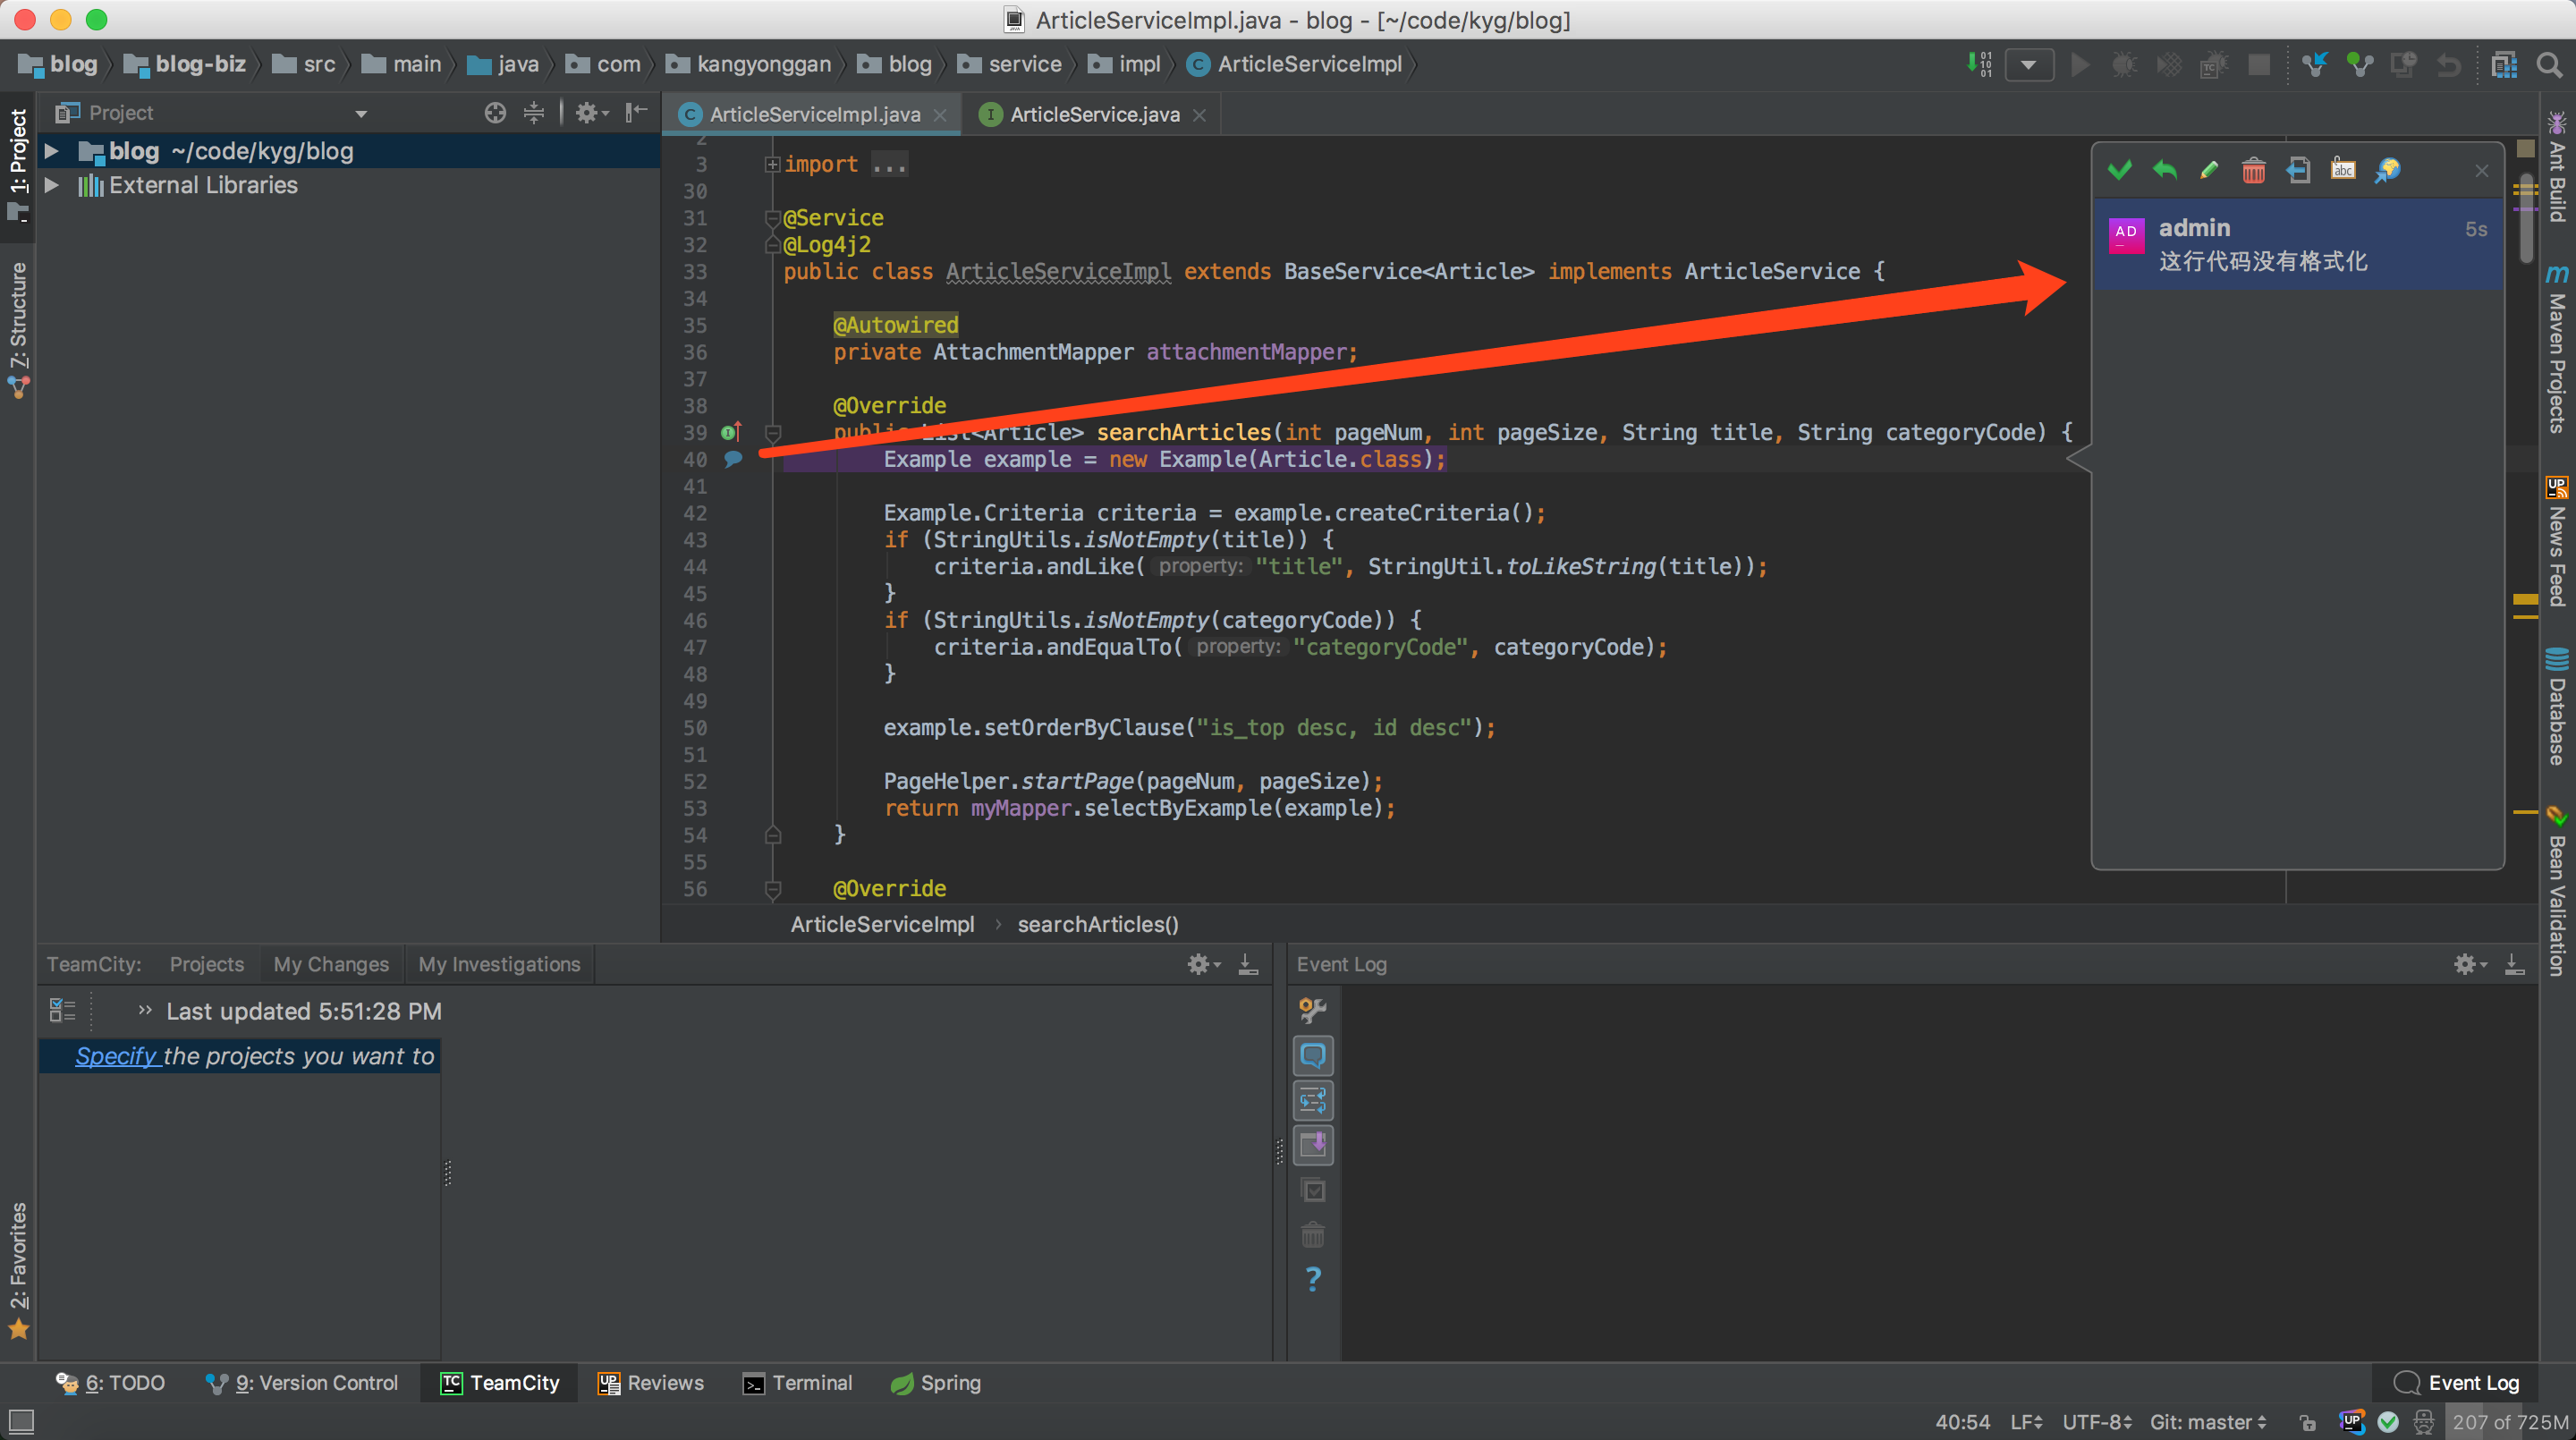 ArticleServiceImpl.java - blog - [~/code/kyg/blog]
blog blog-biz src main java com kangyonggan blog service impl ArticleServiceImpl
Project
ArticleServiceImpl.java ArticleService.java
blog ~/code/kyg/blog
External Libraries
1: Project
7: Structure
2: Favorites
2
3 import ...
30
31 @Service
32 @Log4j2
33 public class ArticleServiceImpl extends BaseService<Article> implements ArticleService {
34
35 @Autowired
36 private AttachmentMapper attachmentMapper;
37
38 @Override
39 public List<Article> searchArticles(int pageNum, int pageSize, String title, String categoryCode) {
40 Example example = new Example(Article.class);
41
42 Example.Criteria criteria = example.createCriteria();
43 if (StringUtils.isNotEmpty(title)) {
44 criteria.andLike( property: "title", StringUtil.toLikeString(title));
45 }
46 if (StringUtils.isNotEmpty(categoryCode)) {
47 criteria.andEqualTo( property: "categoryCode", categoryCode);
48 }
49
50 example.setOrderByClause("is_top desc, id desc");
51
52 PageHelper.startPage(pageNum, pageSize);
53 return myMapper.selectByExample(example);
54 }
55
56 @Override
ArticleServiceImpl searchArticles()
abc
AD admin 5s
这行代码没有格式化
Ant Build
Maven Projects
News Feed
Database
Bean Validation
TeamCity: Projects My Changes My Investigations
Last updated 5:51:28 PM
Specify the projects you want to
Event Log
6: TODO 9: Version Control TeamCity Reviews Terminal Spring Event Log
40:54 LF UTF-8 Git: master 207 of 725M